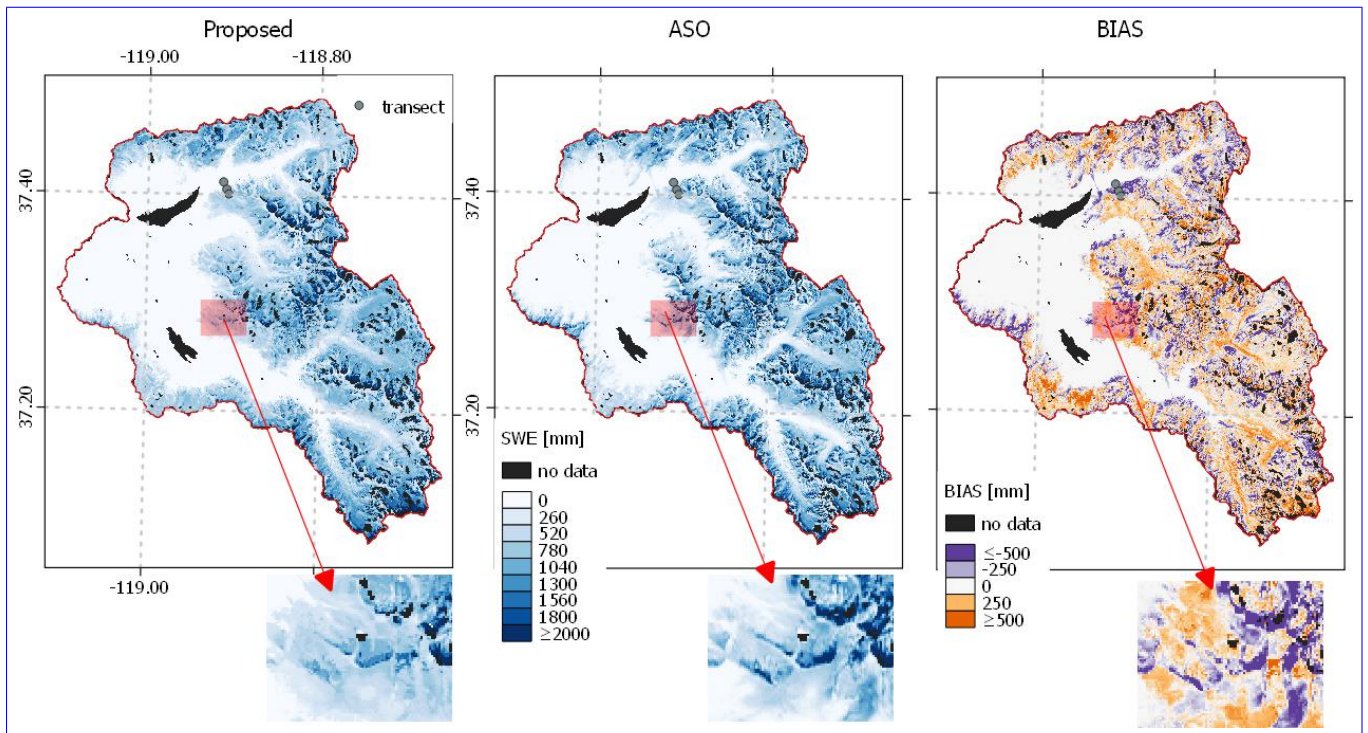 Proposed
ASO
BIAS
-119.00
-118.80
transect
37.40
37.40
37.20
37.20
-119.00
SWE [mm]
no data
0
260
520
780
1040
1300
1560
1800
≥2000
BIAS [mm]
no data
≤-500
-250
0
250
≥500